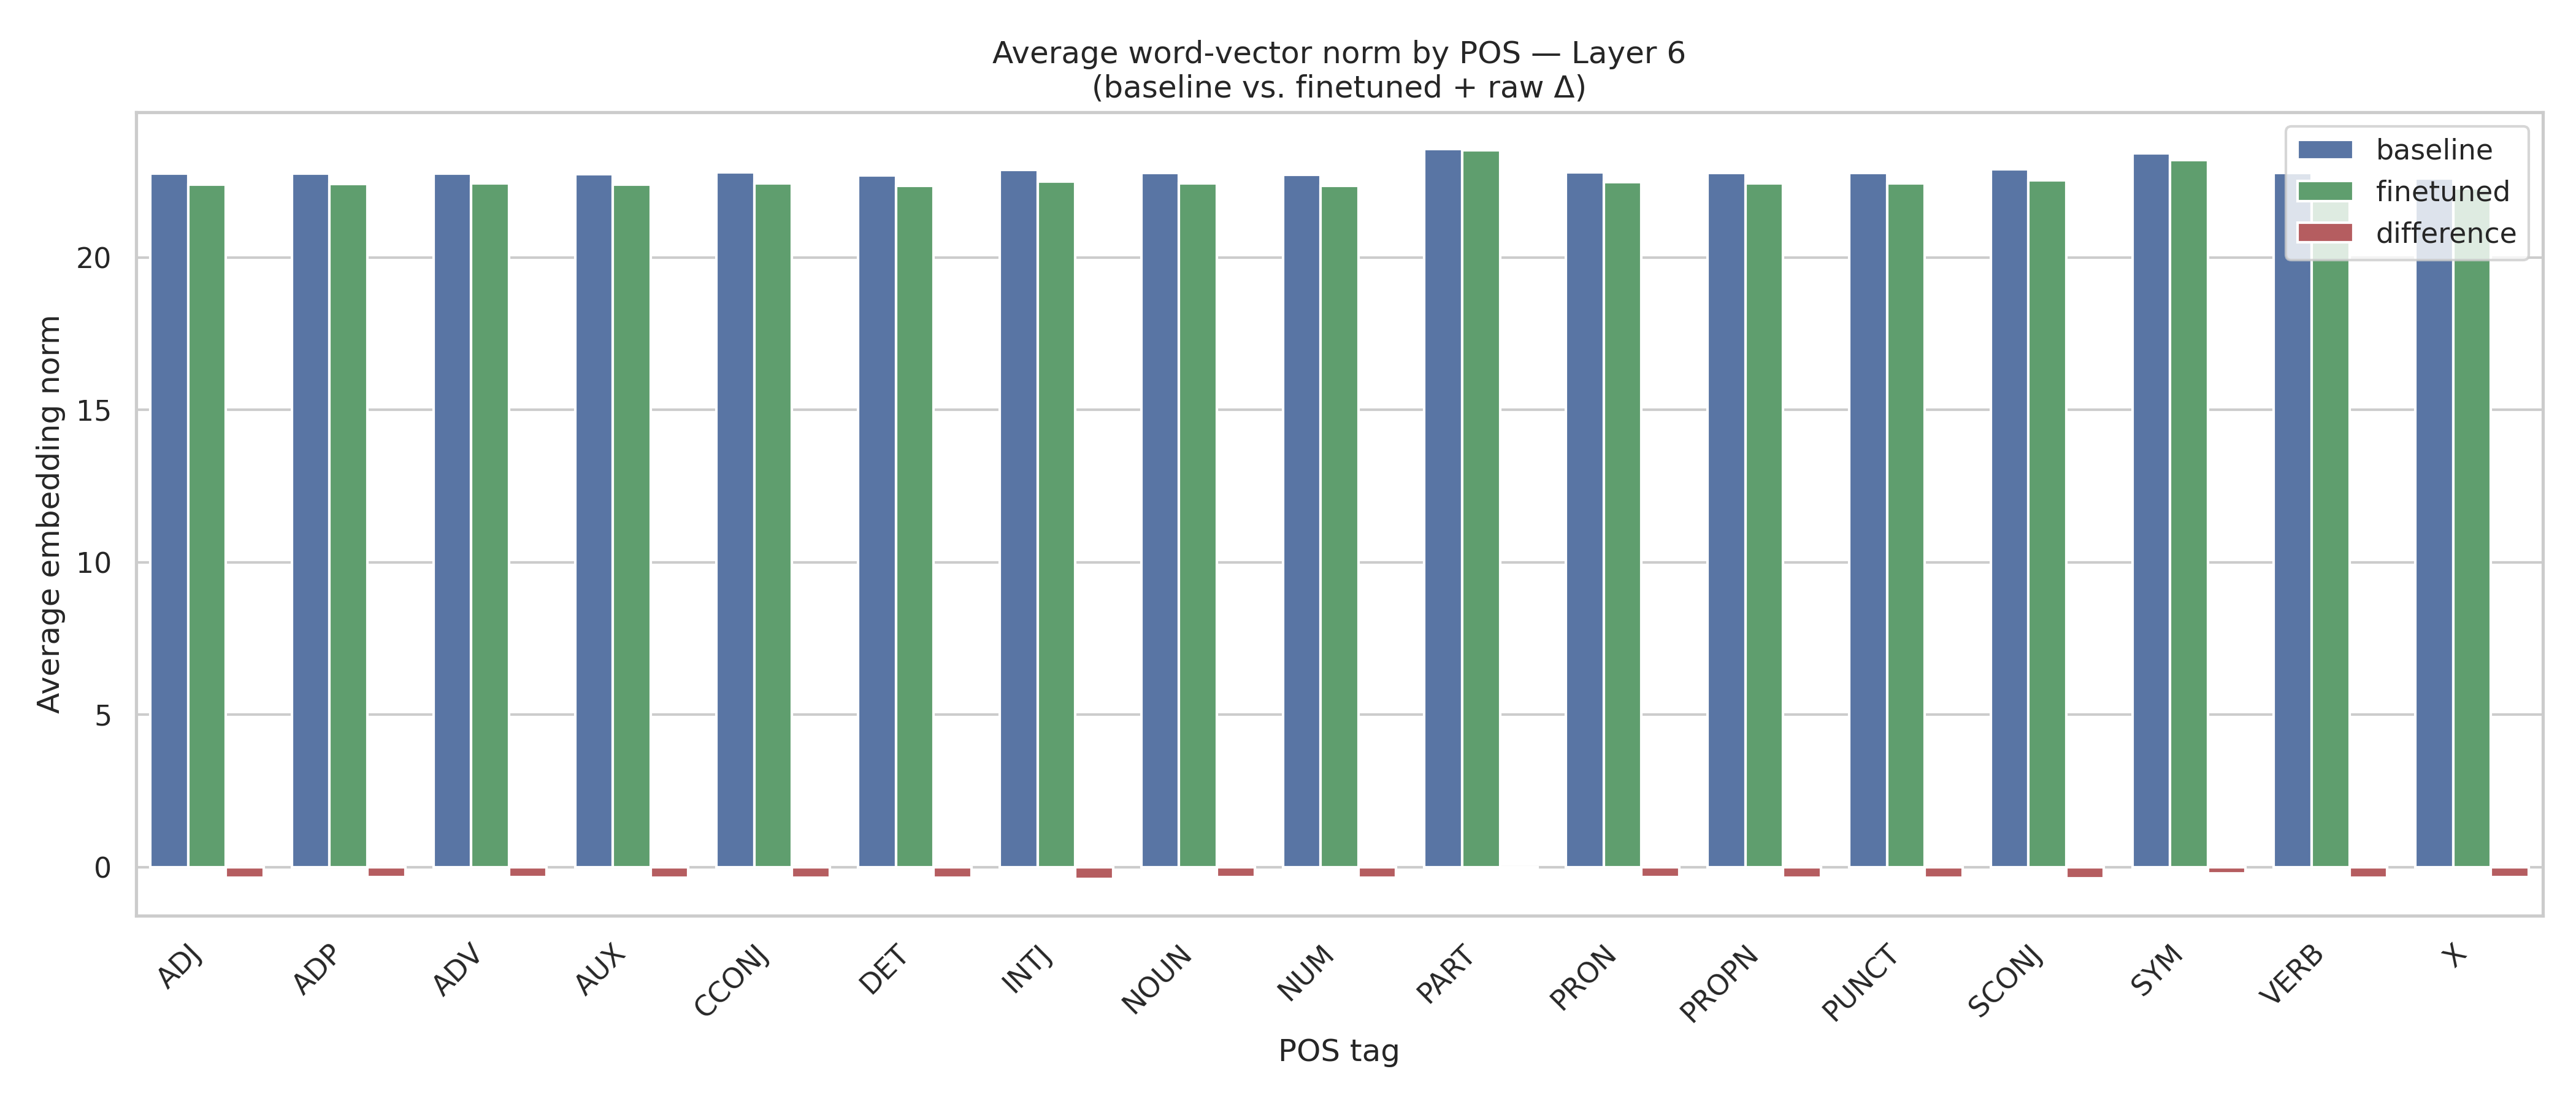 Average word-vector norm by POS — Layer 6
(baseline vs. finetuned + raw Δ)
baseline
finetuned
difference
Average embedding norm
20
15
10
5
0
ADJ
ADP
ADV
AUX
CCONJ
DET
INTJ
NOUN
NUM
PART
PRON
PROPN
PUNCT
SCONJ
SYM
VERB
X
POS tag